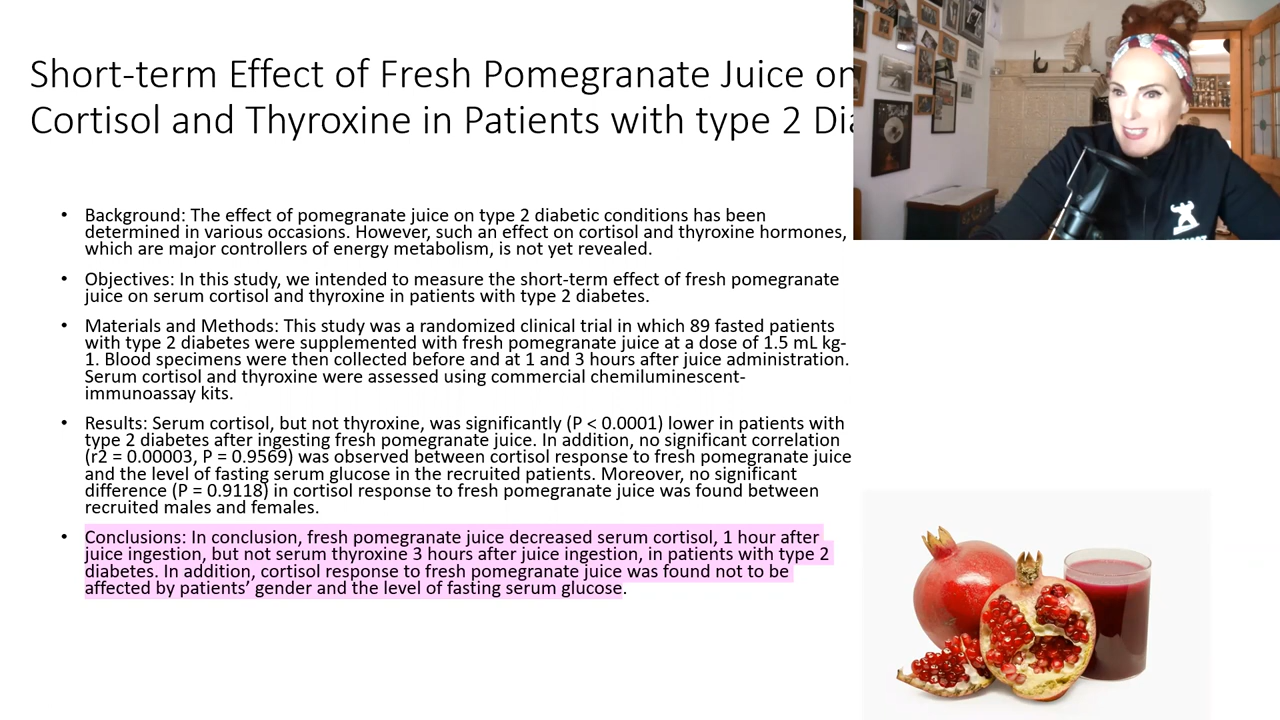 Short-term Effect of Fresh Pomegranate Juice on
Cortisol and Thyroxine in Patients with type 2
• Background: The effect of pomegranate juice on type 2 diabetic conditions has been
determined in various occasions. However, such an effect on cortisol and thyroxine hormones,
which are major controllers of energy metabolism, is not yet revealed.
• Objectives: In this study, we intended to measure the short-term effect of fresh pomegranate
juice on serum cortisol and thyroxine in patients with type 2 diabetes.
• Materials and Methods: This study was a randomized clinical trial in which 89 fasted patients
with type 2 diabetes were supplemented with fresh pomegranate juice at a dose of 1.5 mL kg-
1. Blood specimens were then collected before and at 1 and 3 hours after juice administration.
Serum cortisol and thyroxine were assessed using commercial chemiluminescent-
immunoassay kits.
• Results: Serum cortisol, but not thyroxine, was significantly (P < 0.0001) lower in patients with
type 2 diabetes after ingesting fresh pomegranate juice. In addition, no significant correlation
(r2 = 0.00003, P = 0.9569) was observed between cortisol response to fresh pomegranate juice
and the level of fasting serum glucose in the recruited patients. Moreover, no significant
difference (P = 0.9118) in cortisol response to fresh pomegranate juice was found between
recruited males and females.
• Conclusions: In conclusion, fresh pomegranate juice decreased serum cortisol, 1 hour after
juice ingestion, but not serum thyroxine 3 hours after juice ingestion, in patients with type 2
diabetes. In addition, cortisol response to fresh pomegranate juice was found not to be
affected by patients’ gender and the level of fasting serum glucose.